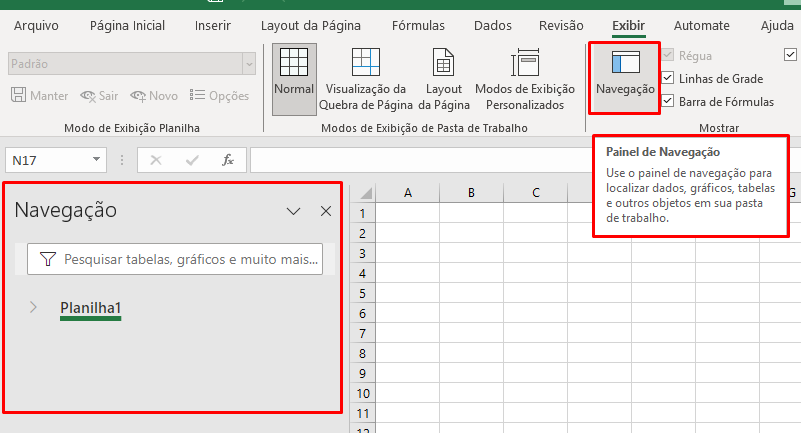 Arquivo Página Inicial Inserir Layout da Página Fórmulas Dados Revisão Exibir Automate Ajuda
Padrão
Manter Sair Novo Opções
Modo de Exibição Planilha
Normal
Visualização da
Quebra de Página
Layout
da Página
Modos de Exibição
Personalizados
Modos de Exibição de Pasta de Trabalho
Navegação
Régua
Linhas de Grade
Barra de Fórmulas
Mostrar
N17
fx
Painel de Navegação
Use o painel de navegação para
localizar dados, gráficos, tabelas
e outros objetos em sua pasta
de trabalho.
Navegação
Pesquisar tabelas, gráficos e muito mais...
Planilha1
A B C G
1
2
3
4
5
6
7
8
9
10
11
12